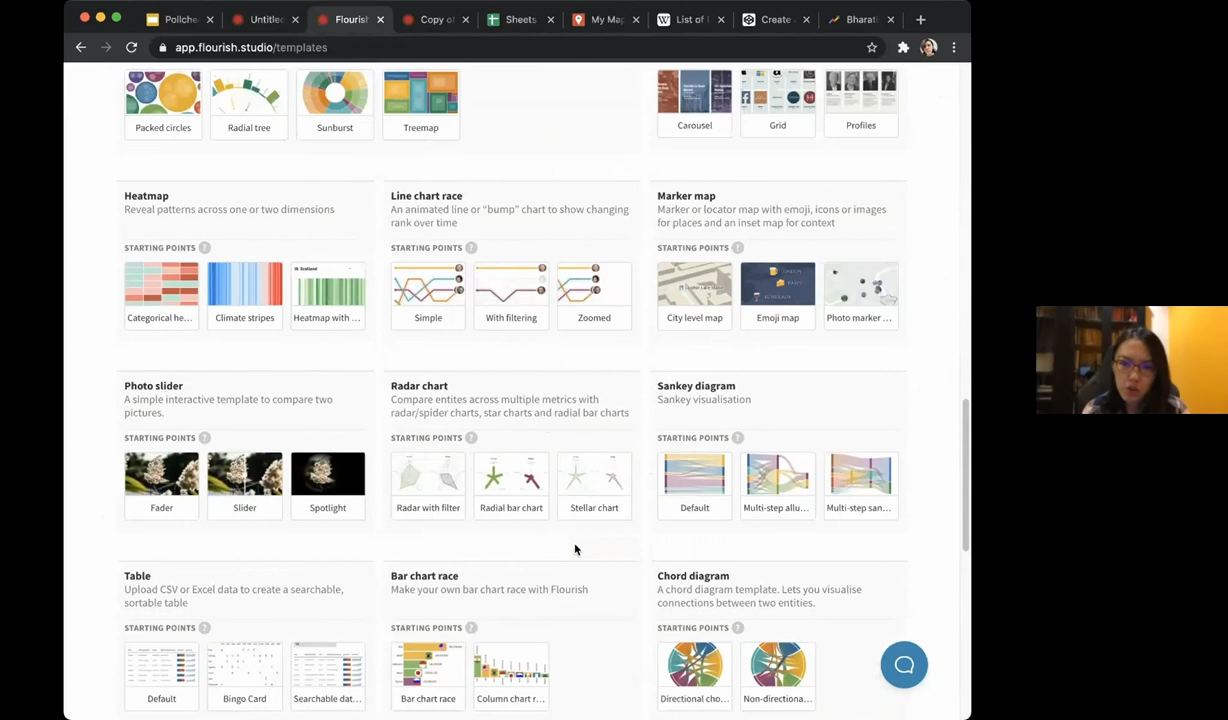 Pollche
Untitle
Flourish
Copy o
Sheets
My Map
List of
Create
Bharati
app.flourish.studio/templates
Packed circles
Radial tree
Sunburst
Treemap
Carousel
Grid
Profiles
Heatmap
Reveal patterns across one or two dimensions
STARTING POINTS ?
Categorical he...
Climate stripes
Heatmap with ...
Line chart race
An animated line or “bump” chart to show changing
rank over time
STARTING POINTS ?
Simple
With filtering
Zoomed
Marker map
Marker or locator map with emoji, icons or images
for places and an inset map for context
STARTING POINTS ?
City level map
Emoji map
Photo marker ...
Photo slider
A simple interactive template to compare two
pictures.
STARTING POINTS ?
Fader
Slider
Spotlight
Radar chart
Compare entites across multiple metrics with
radar/spider charts, star charts and radial bar charts
STARTING POINTS ?
Radar with filter
Radial bar chart
Stellar chart
Sankey diagram
Sankey visualisation
STARTING POINTS ?
Default
Multi-step allu...
Multi-step san...
Table
Upload CSV or Excel data to create a searchable,
sortable table
STARTING POINTS ?
Default
Bingo Card
Searchable dat...
Bar chart race
Make your own bar chart race with Flourish
STARTING POINTS ?
Bar chart race
Column chart r...
Chord diagram
A chord diagram template. Lets you visualise
connections between two entities.
STARTING POINTS ?
Directional cho...
Non-directiona...